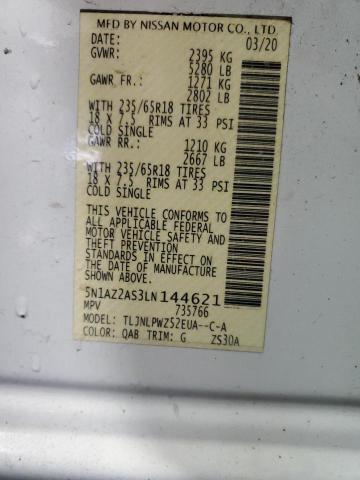 MFD BY NISSAN MOTOR CO., LTD.
DATE: 03/20
GVWR: 2395 KG
5280 LB
GAWR FR: 1271 KG
2802 LB
WITH 235/65R18 TIRES
18 X 7.5 RIMS AT 33 PSI
COLD SINGLE
GAWR RR: 1210 KG
2667 LB
WITH 235/65R18 TIRES
18 X 7.5 RIMS AT 33 PSI
COLD SINGLE
THIS VEHICLE CONFORMS TO
ALL APPLICABLE FEDERAL
MOTOR VEHICLE SAFETY AND
THEFT PREVENTION
STANDARDS IN EFFECT ON
THE DATE OF MANUFACTURE
SHOWN ABOVE.
5N1AZ2AS3LN144621
MPV 735766
MODEL: TLJNLPWZ52EUA--C-A
COLOR: QAB TRIM: G ZS30A